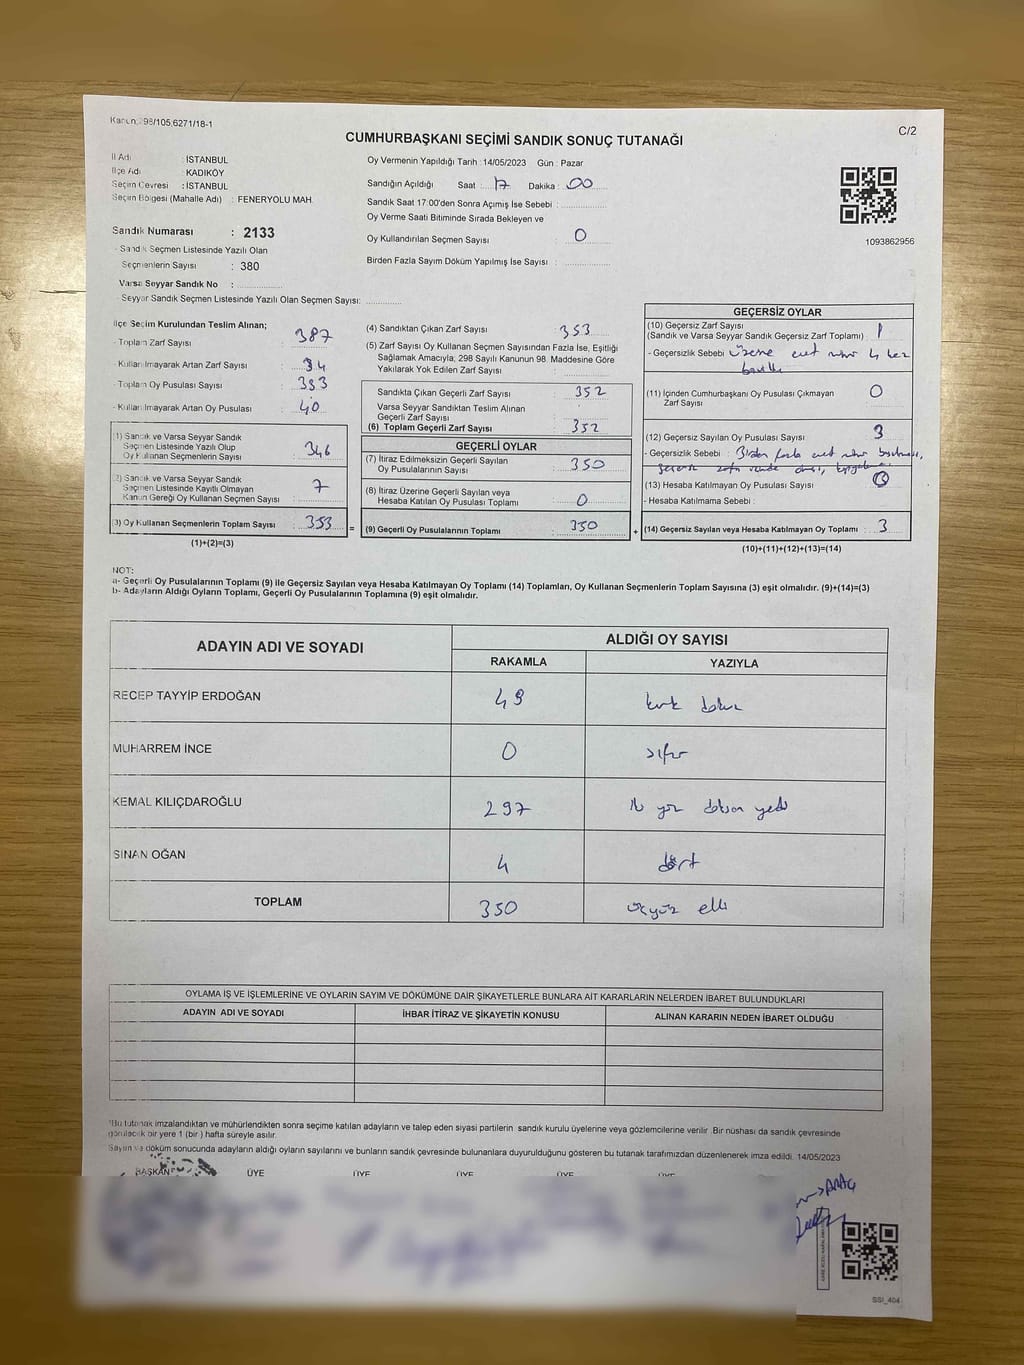 Kanun 298/105,6271/18-1
C/2
CUMHURBAŞKANI SEÇİMİ SANDIK SONUÇ TUTANAĞI
İl Adı : İSTANBUL
İlçe Adı : KADIKÖY
Seçim Çevresi : İSTANBUL
Seçim Bölgesi (Mahalle Adı) : FENERYOLU MAH.
Sandık Numarası : 2133
- Sandık Seçmen Listesinde Yazılı Olan
Seçmenlerin Sayısı : 380
Varsa Seyyar Sandık No :
- Seyyar Sandık Seçmen Listesinde Yazılı Olan Seçmen Sayısı:
Oy Vermenin Yapıldığı Tarih :14/05/2023 Gün : Pazar
Sandığın Açıldığı Saat : 17 Dakika : 00
Sandık Saat 17:00'den Sonra Açılmış İse Sebebi :
Oy Verme Saati Bitiminde Sırada Bekleyen ve
Oy Kullandırılan Seçmen Sayısı : 0
Birden Fazla Sayım Döküm Yapılmış İse Sayısı :
1093862956
İlçe Seçim Kurulundan Teslim Alınan;
- Toplam Zarf Sayısı : 387
- Kullanılmayarak Artan Zarf Sayısı : 34
- Toplam Oy Pusulası Sayısı : 393
- Kullanılmayarak Artan Oy Pusulası : 40
(1) Sandık ve Varsa Seyyar Sandık
Seçmen Listesinde Yazılı Olup
Oy Kullanan Seçmenlerin Sayısı : 346
(2) Sandık ve Varsa Seyyar Sandık
Seçmen Listesinde Kayıtlı Olmayan
Kanun Gereği Oy Kullanan Seçmen Sayısı : 7
(3) Oy Kullanan Seçmenlerin Toplam Sayısı : 353 =
(1)+(2)=(3)
(4) Sandıktan Çıkan Zarf Sayısı : 353
(5) Zarf Sayısı Oy Kullanan Seçmen Sayısından Fazla İse, Eşitliği
Sağlamak Amacıyla; 298 Sayılı Kanunun 98. Maddesine Göre
Yakılarak Yok Edilen Zarf Sayısı :
Sandıkta Çıkan Geçerli Zarf Sayısı : 352
Varsa Seyyar Sandıktan Teslim Alınan
Geçerli Zarf Sayısı :
(6) Toplam Geçerli Zarf Sayısı : 352
GEÇERLİ OYLAR
(7) İtiraz Edilmeksizin Geçerli Sayılan
Oy Pusulalarının Sayısı : 350
(8) İtiraz Üzerine Geçerli Sayılan veya
Hesaba Katılan Oy Pusulası Toplamı : 0
(9) Geçerli Oy Pusulalarının Toplamı : 350 +
GEÇERSİZ OYLAR
(10) Geçersiz Zarf Sayısı
(Sandık ve Varsa Seyyar Sandık Geçersiz Zarf Toplamı) : 1
- Geçersizlik Sebebi : üzerine evet mührü
(11) İçinden Cumhurbaşkanı Oy Pusulası Çıkmayan
Zarf Sayısı : 0
(12) Geçersiz Sayılan Oy Pusulası Sayısı : 3
- Geçersizlik Sebebi : Birden fazla evet mührü
(13) Hesaba Katılmayan Oy Pusulası Sayısı :
- Hesaba Katılmama Sebebi :
(14) Geçersiz Sayılan veya Hesaba Katılmayan Oy Toplamı : 3
(10)+(11)+(12)+(13)=(14)
NOT:
a- Geçerli Oy Pusulalarının Toplamı (9) ile Geçersiz Sayılan veya Hesaba Katılmayan Oy Toplamı (14) Toplamları, Oy Kullanan Seçmenlerin Toplam Sayısına (3) eşit olmalıdır. (9)+(14)=(3)
b- Adayların Aldığı Oyların Toplamı, Geçerli Oy Pusulalarının Toplamına (9) eşit olmalıdır.
ADAYIN ADI VE SOYADI ALDIĞI OY SAYISI
RAKAMLA YAZIYLA
RECEP TAYYİP ERDOĞAN 49 kırk dokuz
MUHARREM İNCE 0 sıfır
KEMAL KILIÇDAROĞLU 297 iki yüz doksan yedi
SİNAN OĞAN 4 dört
TOPLAM 350 üçyüz elli
OYLAMA İŞ VE İŞLEMLERİNE VE OYLARIN SAYIM VE DÖKÜMÜNE DAİR ŞİKAYETLERLE BUNLARA AİT KARARLARIN NELERDEN İBARET BULUNDUKLARI
ADAYIN ADI VE SOYADI İHBAR İTİRAZ VE ŞİKAYETİN KONUSU ALINAN KARARIN NEDEN İBARET OLDUĞU
*Bu tutanak imzalandıktan ve mühürlendikten sonra seçime katılan adayların ve talep eden siyasi partilerin sandık kurulu üyelerine veya gözlemcilerine verilir. Bir nüshası da sandık çevresinde
görülecek bir yere 1 (bir) hafta süreyle asılır.
Sayım ve döküm sonucunda adayların aldığı oyların sayılarını ve bunların sandık çevresinde bulunanlara duyurulduğunu gösteren bu tutanak tarafımızdan düzenlenerek imza edildi. 14/05/2023
BAŞKAN ÜYE ÜYE ÜYE ÜYE ÜYE
SSI_404